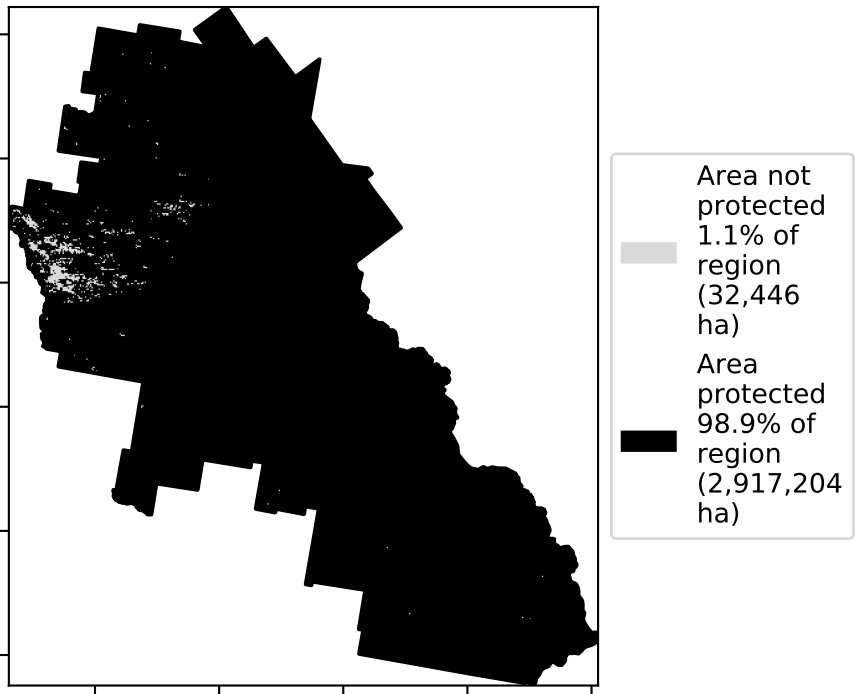 Area not
protected
1.1% of
region
(32,446
ha)
Area
protected
98.9% of
region
(2,917,204
ha)